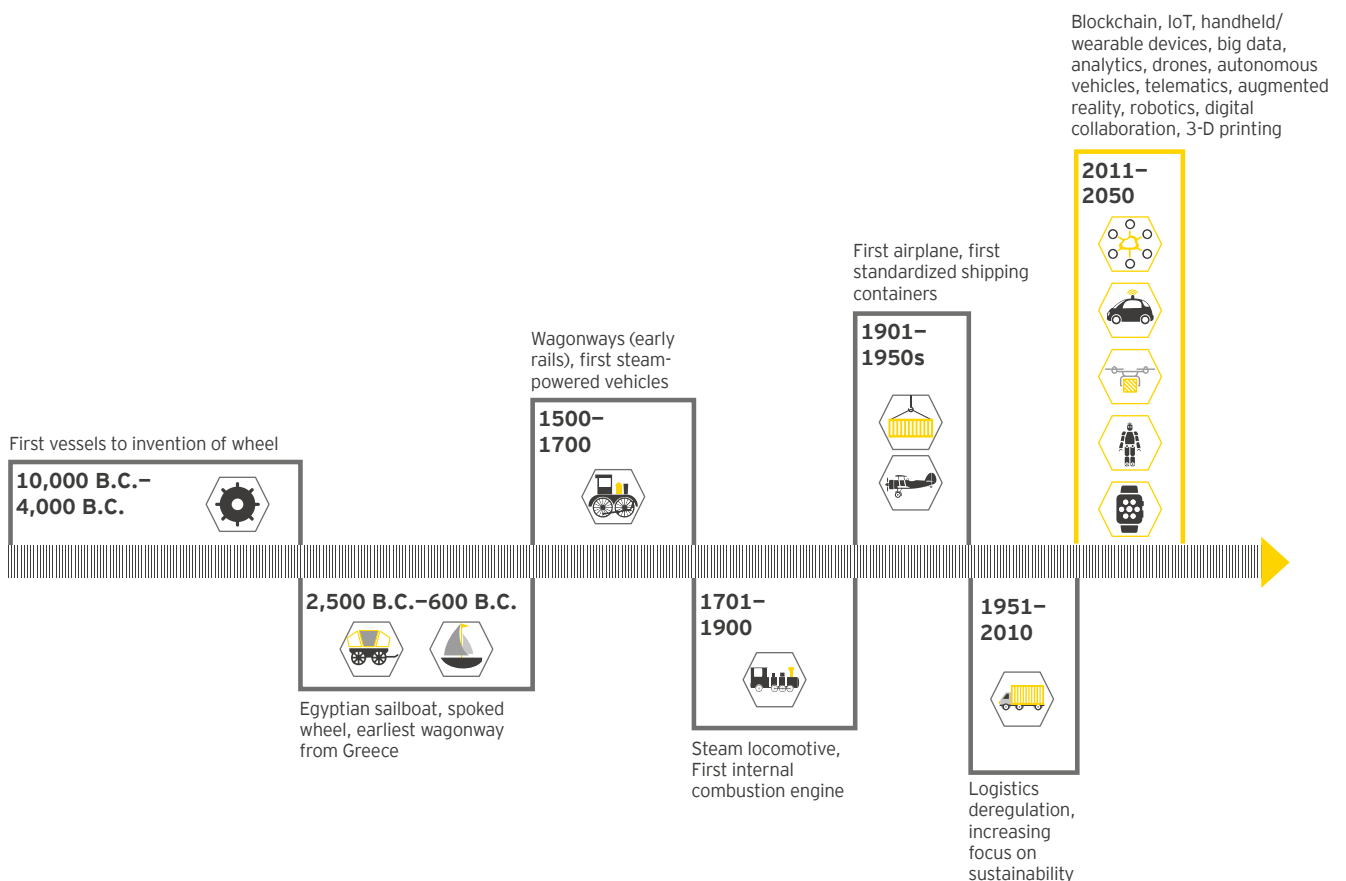 First vessels to invention of wheel
10,000 B.C.–
4,000 B.C.
2,500 B.C.–600 B.C.
Egyptian sailboat, spoked
wheel, earliest wagonway
from Greece
Wagonways (early
rails), first steam-
powered vehicles
1500–
1700
1701–
1900
Steam locomotive,
First internal
combustion engine
First airplane, first
standardized shipping
containers
1901–
1950s
1951–
2010
Logistics
deregulation,
increasing
focus on
sustainability
Blockchain, IoT, handheld/
wearable devices, big data,
analytics, drones, autonomous
vehicles, telematics, augmented
reality, robotics, digital
collaboration, 3-D printing
2011–
2050